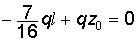 -7/16 ql + qz₀ = 0